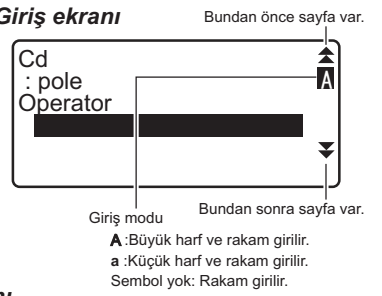 Giriş ekranı
Bundan önce sayfa var.
Cd
: pole
A
Operator
Giriş modu
Bundan sonra sayfa var.
A :Büyük harf ve rakam girilir.
a :Küçük harf ve rakam girilir.
Sembol yok: Rakam girilir.